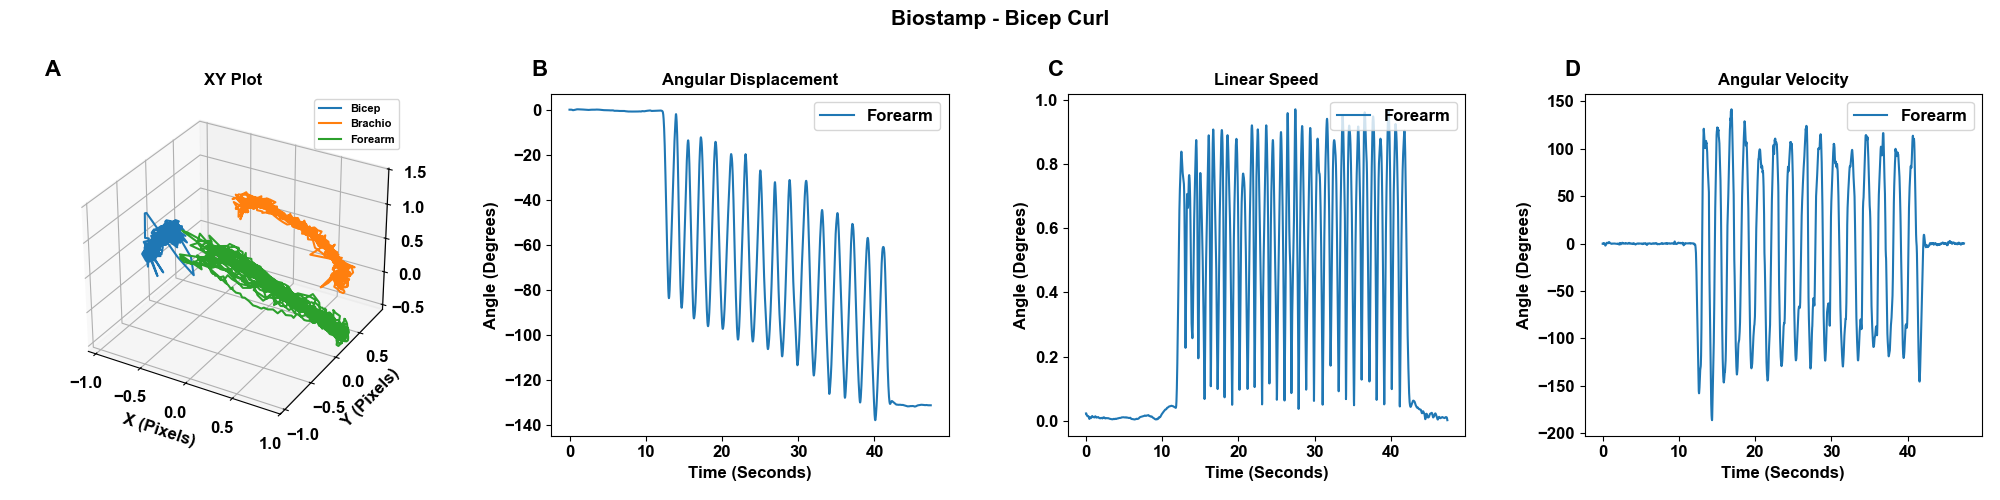 Biostamp - Bicep Curl
A
XY Plot
Bicep
Brachio
Forearm
1.5
1.0
0.5
0.0
−0.5
−1.0
−0.5
0.0
0.5
1.0
X (Pixels)
−1.0
−0.5
0.0
0.5
Y (Pixels)
B
Angular Displacement
Forearm
0
−20
−40
−60
−80
−100
−120
−140
Angle (Degrees)
0 10 20 30 40
Time (Seconds)
C
Linear Speed
Forearm
1.0
0.8
0.6
0.4
0.2
0.0
Angle (Degrees)
0 10 20 30 40
Time (Seconds)
D
Angular Velocity
Forearm
150
100
50
0
−50
−100
−150
−200
Angle (Degrees)
0 10 20 30 40
Time (Seconds)